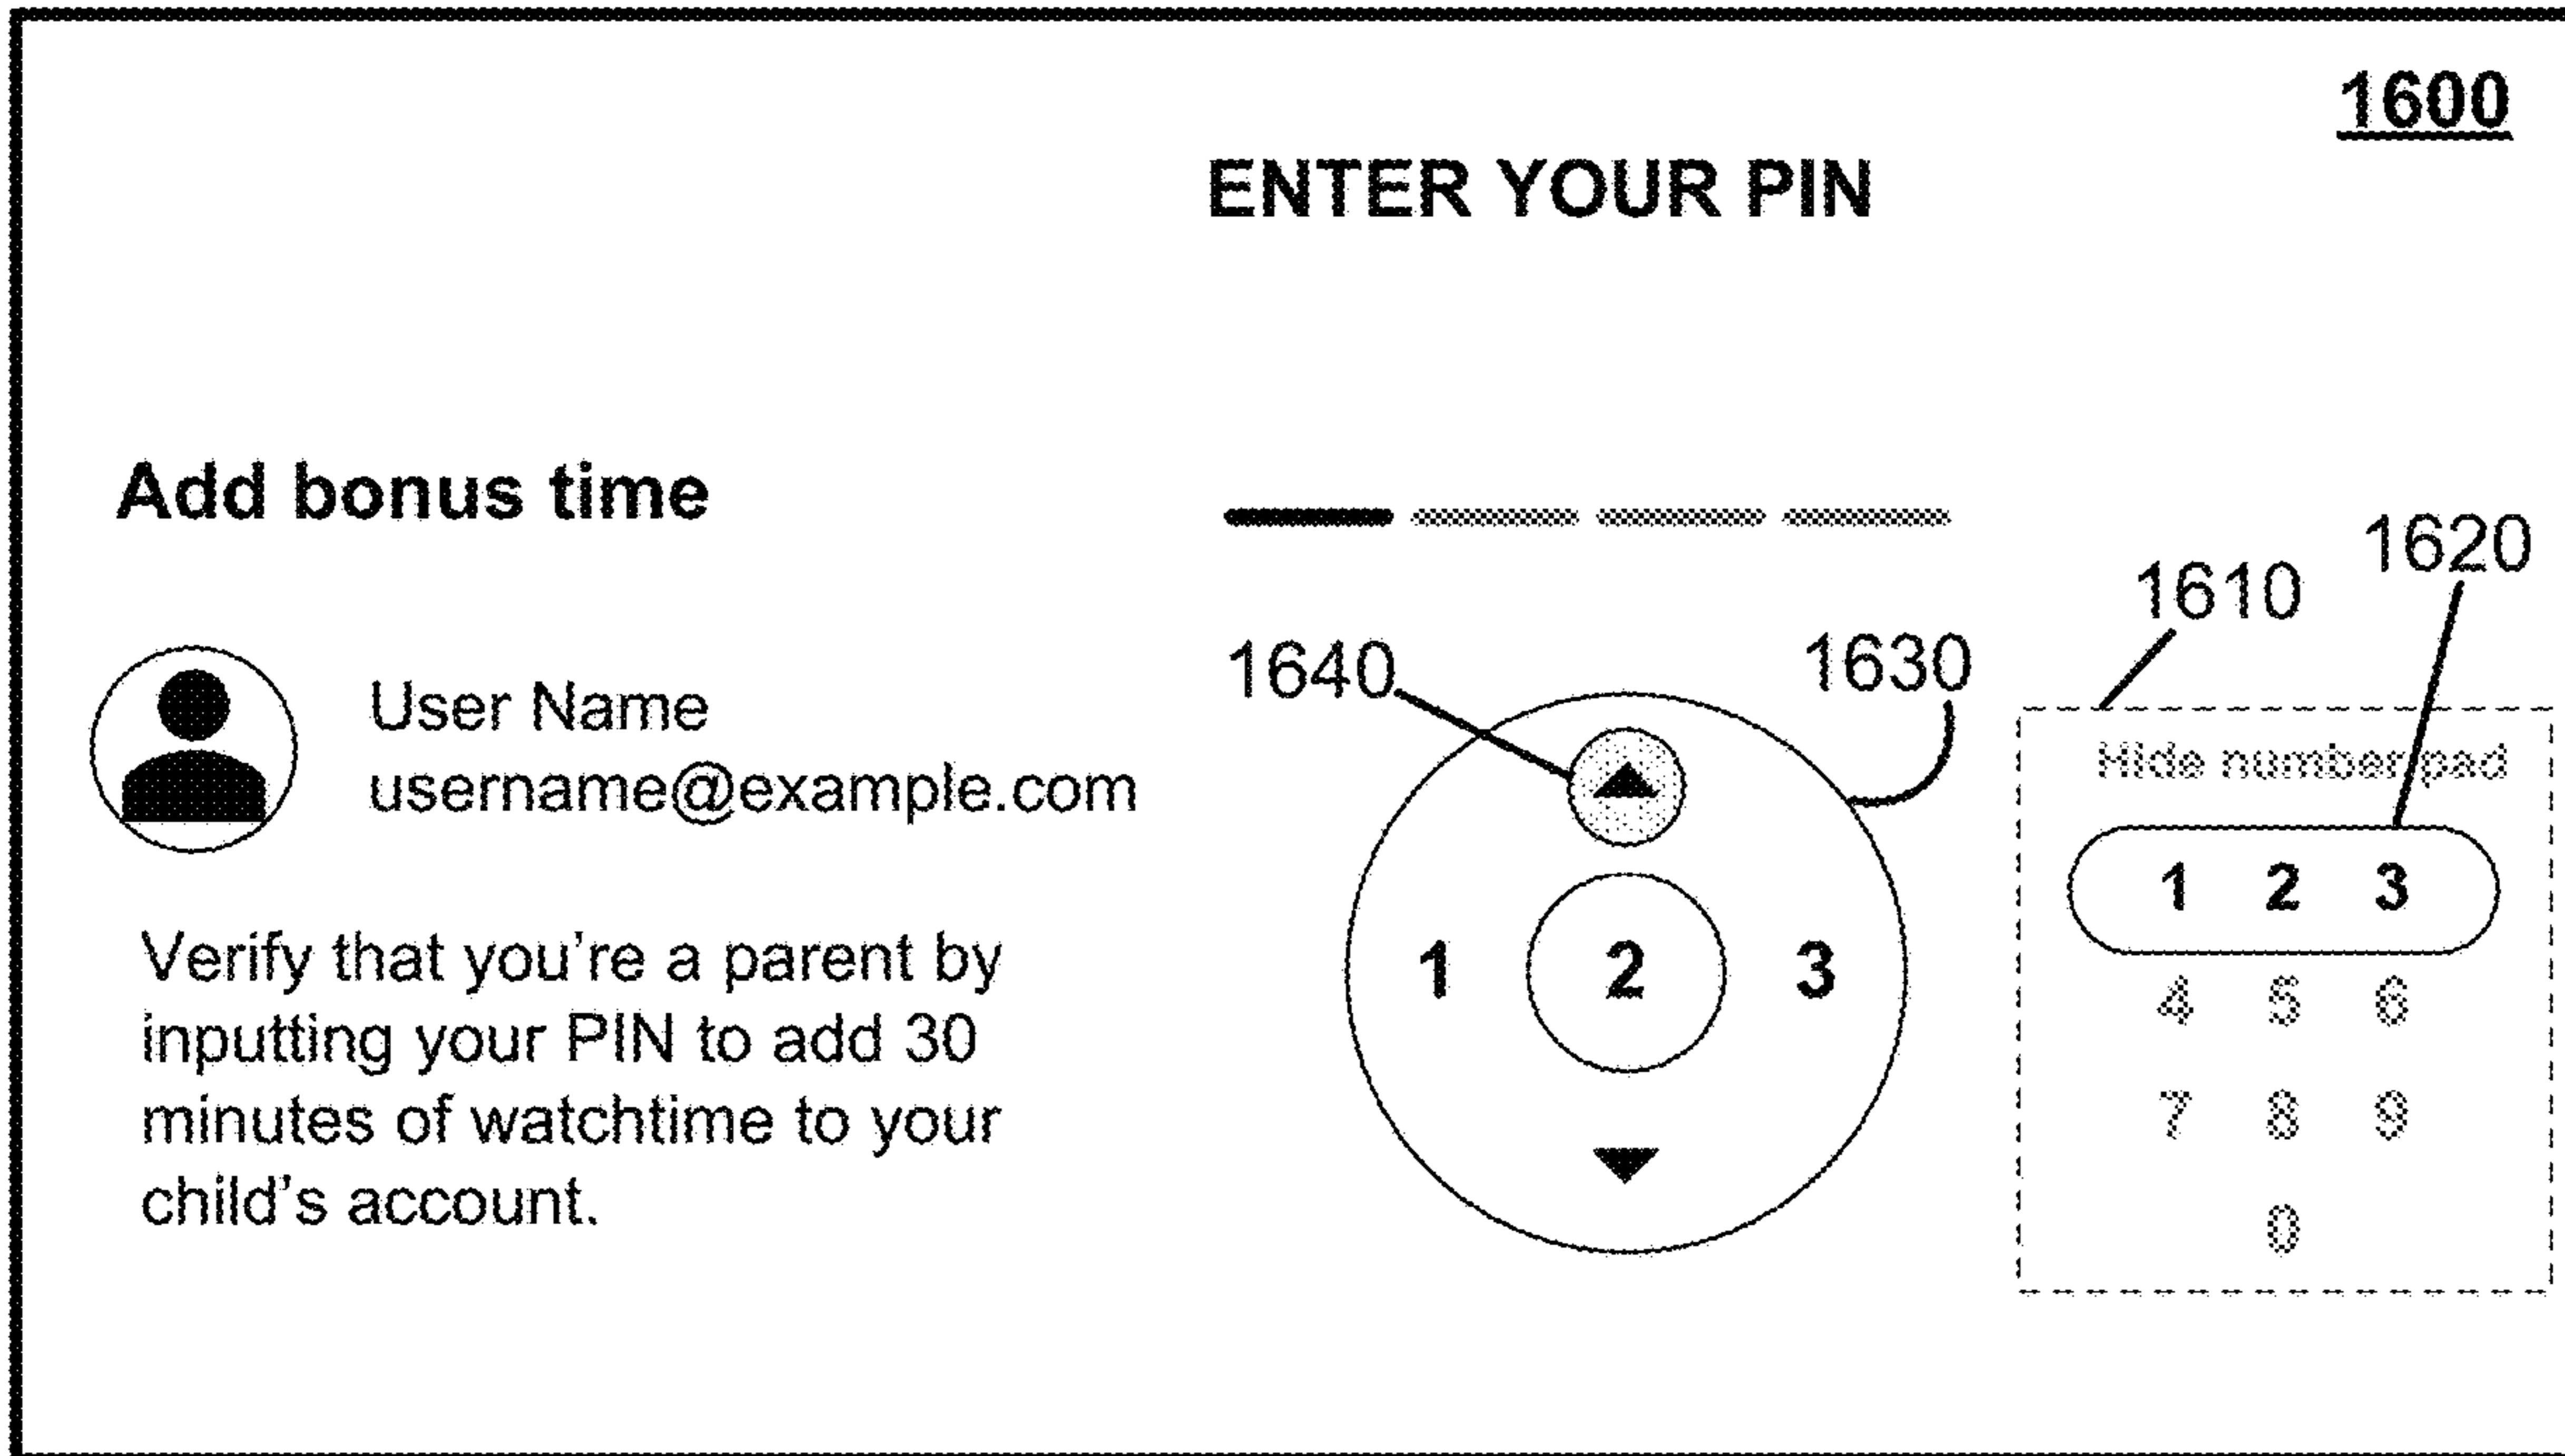 1600
ENTER YOUR PIN
Add bonus time
User Name
username@example.com
Verify that you're a parent by
inputting your PIN to add 30
minutes of watchtime to your
child's account.
1640
1630
1 2 3
1610
1620
Hide number pad
1 2 3
4 5 6
7 8 9
0